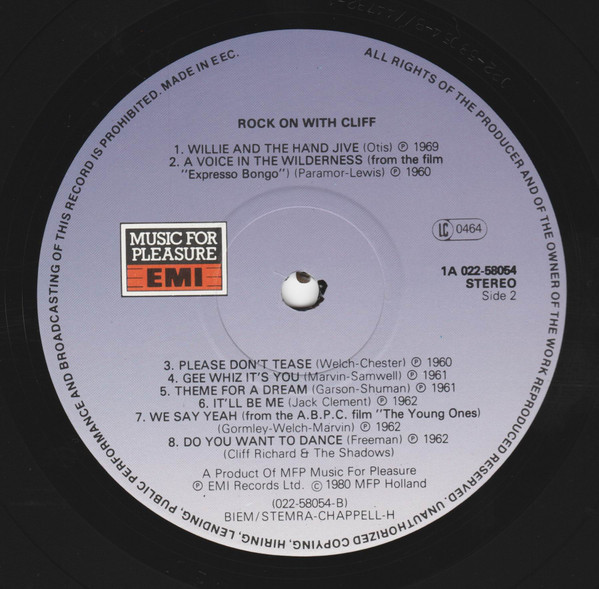 ALL RIGHTS OF THE PRODUCER AND OF THE OWNER OF THE WORK REPRODUCED RESERVED. UNAUTHORIZED COPYING, HIRING, LENDING, PUBLIC PERFORMANCE AND BROADCASTING OF THIS RECORD IS PROHIBITED. MADE IN EEC.
ROCK ON WITH CLIFF
1. WILLIE AND THE HAND JIVE (Otis) ℗ 1969
2. A VOICE IN THE WILDERNESS (from the film
"Expresso Bongo") (Paramor-Lewis) ℗ 1960
MUSIC FOR
PLEASURE
EMI
LC 0464
1A 022-58054
STEREO
Side 2
3. PLEASE DON'T TEASE (Welch-Chester) ℗ 1960
4. GEE WHIZ IT'S YOU (Marvin-Samwell) ℗ 1961
5. THEME FOR A DREAM (Garson-Shuman) ℗ 1961
6. IT'LL BE ME (Jack Clement) ℗ 1962
7. WE SAY YEAH (from the A.B.P.C. film "The Young Ones)
(Gormley-Welch-Marvin) ℗ 1962
8. DO YOU WANT TO DANCE (Freeman) ℗ 1962
(Cliff Richard & The Shadows)
A Product Of MFP Music For Pleasure
℗ EMI Records Ltd. © 1980 MFP Holland
(022-58054-B)
BIEM/STEMRA-CHAPPELL-H